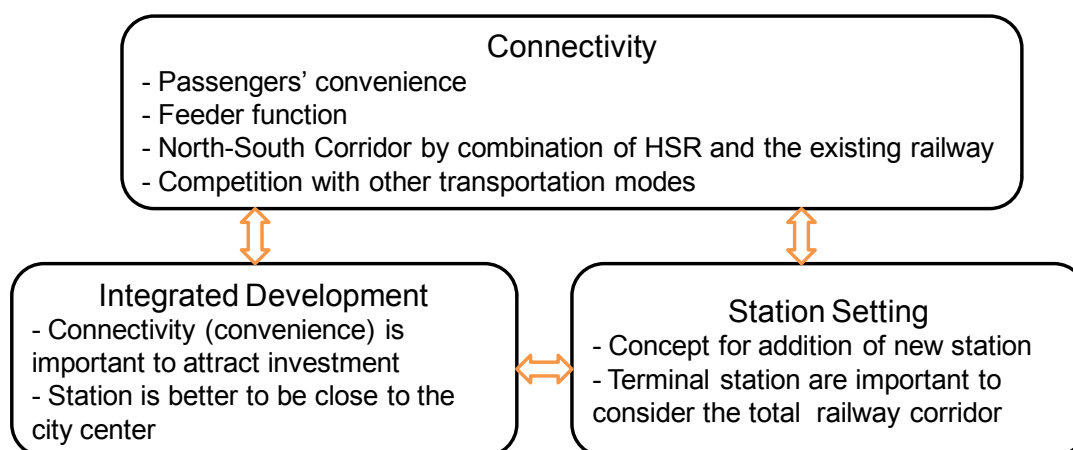 Connectivity
- Passengers’ convenience
- Feeder function
- North-South Corridor by combination of HSR and the existing railway
- Competition with other transportation modes
Integrated Development
- Connectivity (convenience) is
important to attract investment
- Station is better to be close to the
city center
Station Setting
- Concept for addition of new station
- Terminal station are important to
consider the total railway corridor